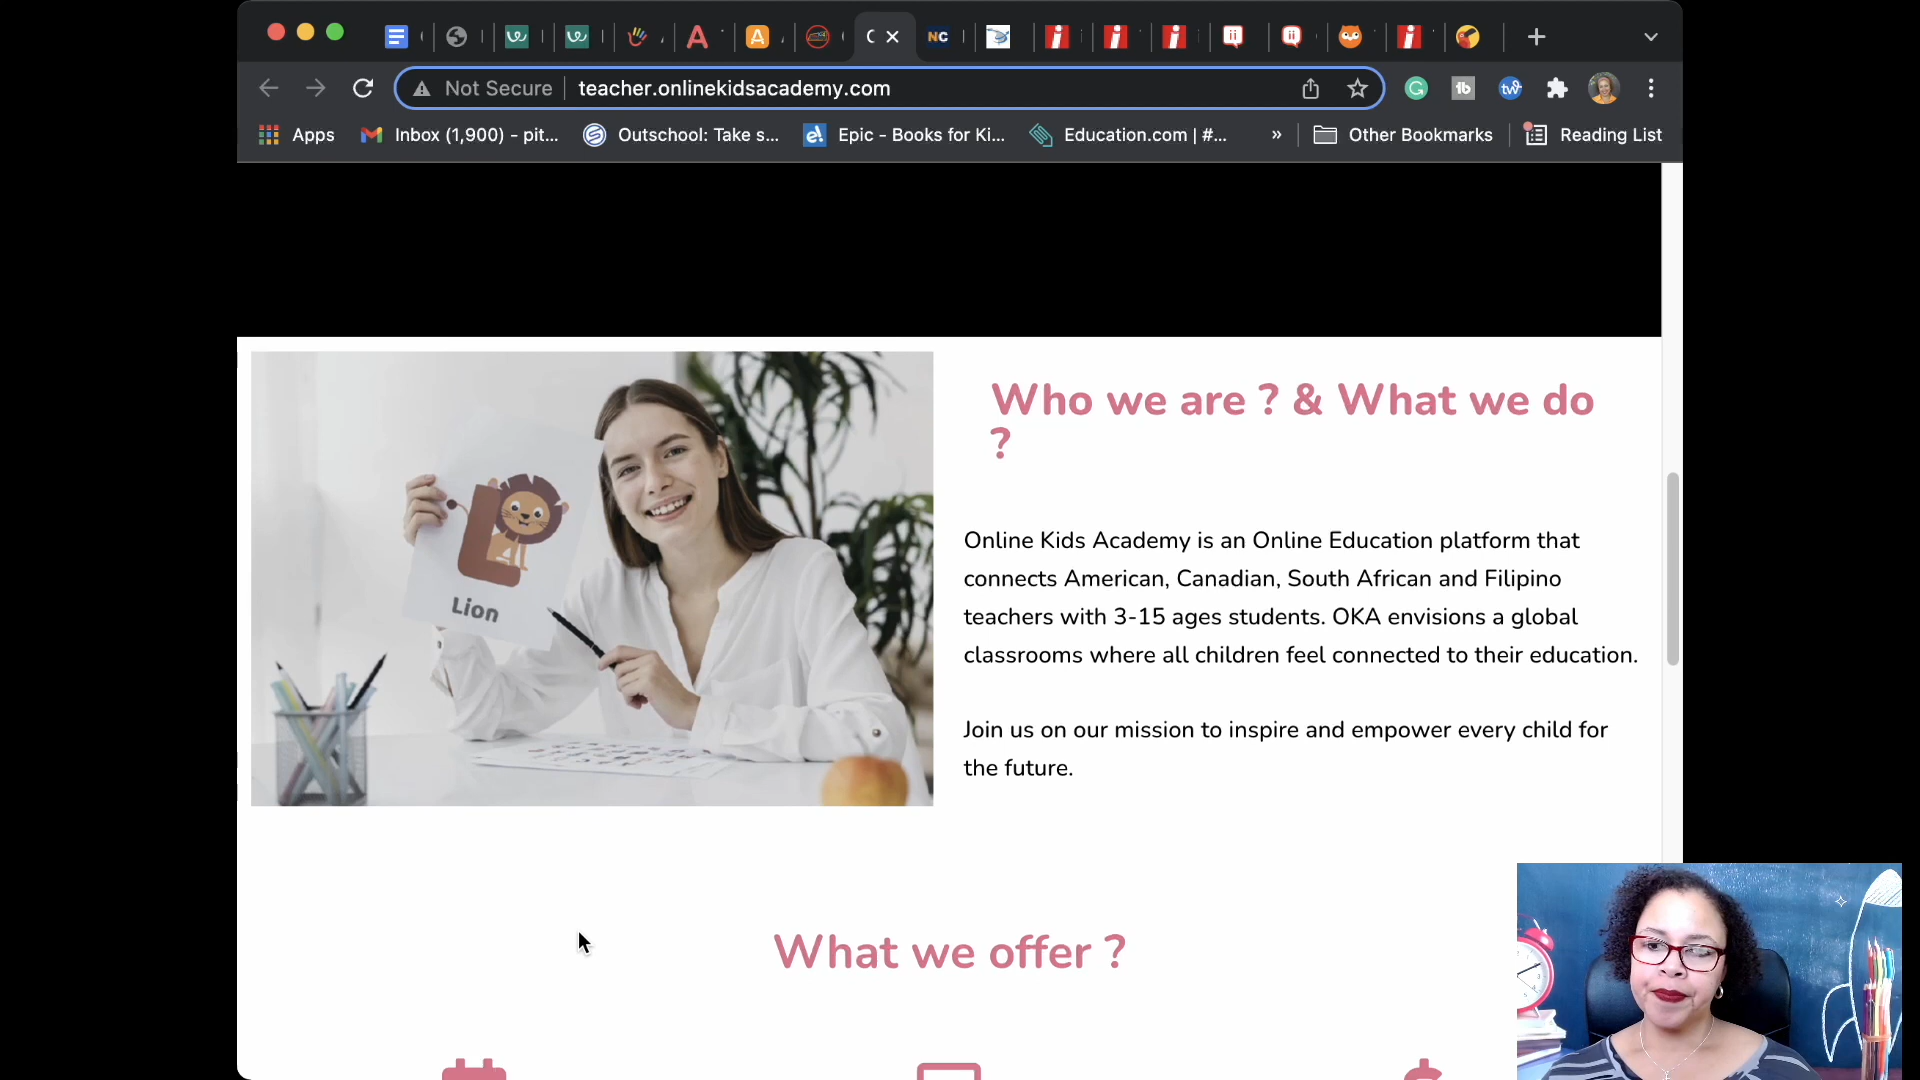 NC
Not Secure
teacher.onlinekidsacademy.com
Apps
Inbox (1,900) - pit...
Outschool: Take s...
Epic - Books for Ki...
Education.com | #...
»
Other Bookmarks
Reading List
Lion
Who we are ? & What we do
?
Online Kids Academy is an Online Education platform that
connects American, Canadian, South African and Filipino
teachers with 3-15 ages students. OKA envisions a global
classrooms where all children feel connected to their education.
Join us on our mission to inspire and empower every child for
the future.
What we offer ?